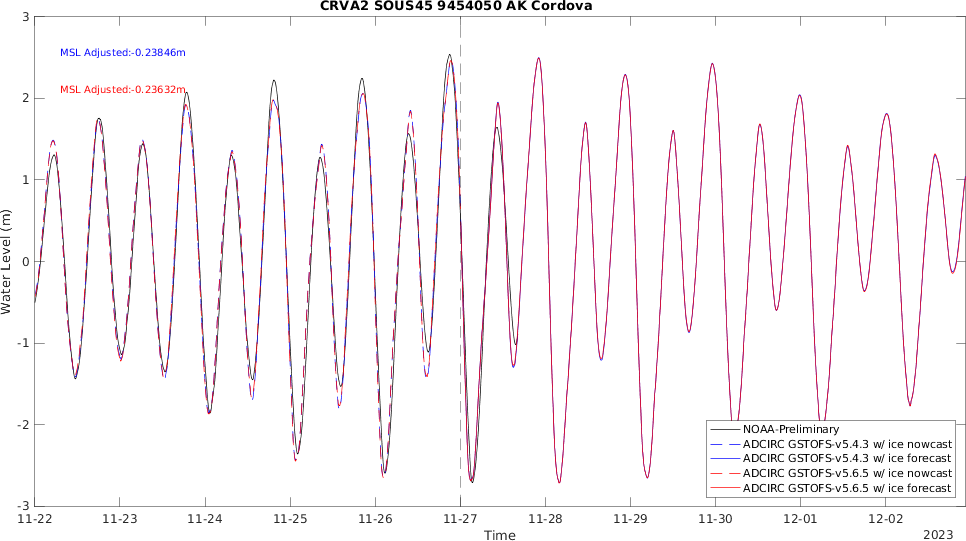 CRVA2 SOUS45 9454050 AK Cordova
MSL Adjusted:-0.23846m
MSL Adjusted:-0.23632m
3
2
1
0
-1
-2
-3
Water Level (m)
NOAA-Preliminary
ADCIRC GSTOFS-v5.4.3 w/ ice nowcast
ADCIRC GSTOFS-v5.4.3 w/ ice forecast
ADCIRC GSTOFS-v5.6.5 w/ ice nowcast
ADCIRC GSTOFS-v5.6.5 w/ ice forecast
11-22 11-23 11-24 11-25 11-26 11-27 11-28 11-29 11-30 12-01 12-02
Time
2023